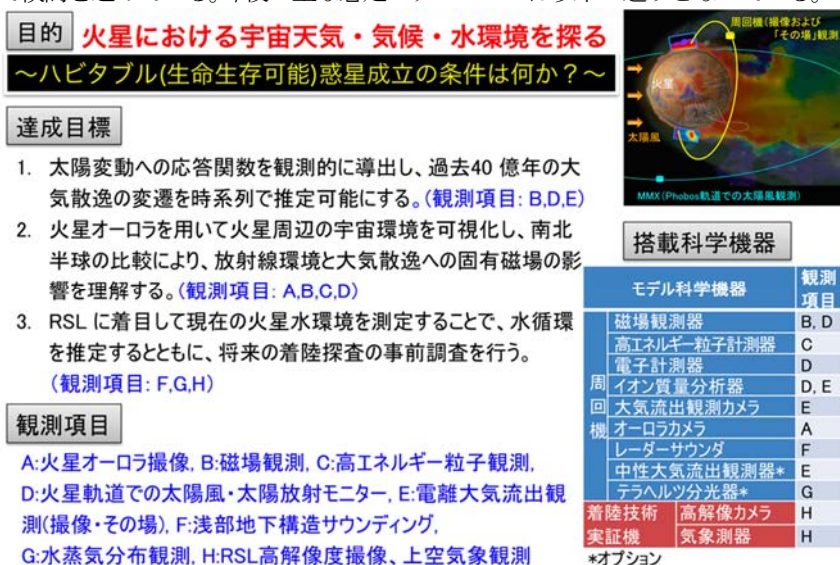 目的 火星における宇宙天気・気候・水環境を探る
～ハビタブル(生命生存可能)惑星成立の条件は何か？～
達成目標
1. 太陽変動への応答関数を観測的に導出し、過去40 億年の大
気散逸の変遷を時系列で推定可能にする。(観測項目: B,D,E)
2. 火星オーロラを用いて火星周辺の宇宙環境を可視化し、南北
半球の比較により、放射線環境と大気散逸への固有磁場の影
響を理解する。(観測項目: A,B,C,D)
3. RSL に着目して現在の火星水環境を測定することで、水循環
を推定するとともに、将来の着陸探査の事前調査を行う。
(観測項目: F,G,H)
観測項目
A:火星オーロラ撮像, B:磁場観測, C:高エネルギー粒子観測,
D:火星軌道での太陽風・太陽放射モニター, E:電離大気流出観
測(撮像・その場), F:浅部地下構造サウンディング,
G:水蒸気分布観測, H:RSL高解像度撮像、上空気象観測
周回機(撮像および
「その場」観測
火星
太陽風
MMX(Phobos軌道での太陽風観測)
搭載科学機器
モデル科学機器 観測項目
周回機
磁場観測器 B, D
高エネルギー粒子計測器 C
電子計測器 D
イオン質量分析器 D, E
大気流出観測カメラ E
オーロラカメラ A
レーダーサウンダ F
中性大気流出観測器* E
テラヘルツ分光器* G
着陸技術実証機
高解像カメラ H
気象測器 H
*オプション